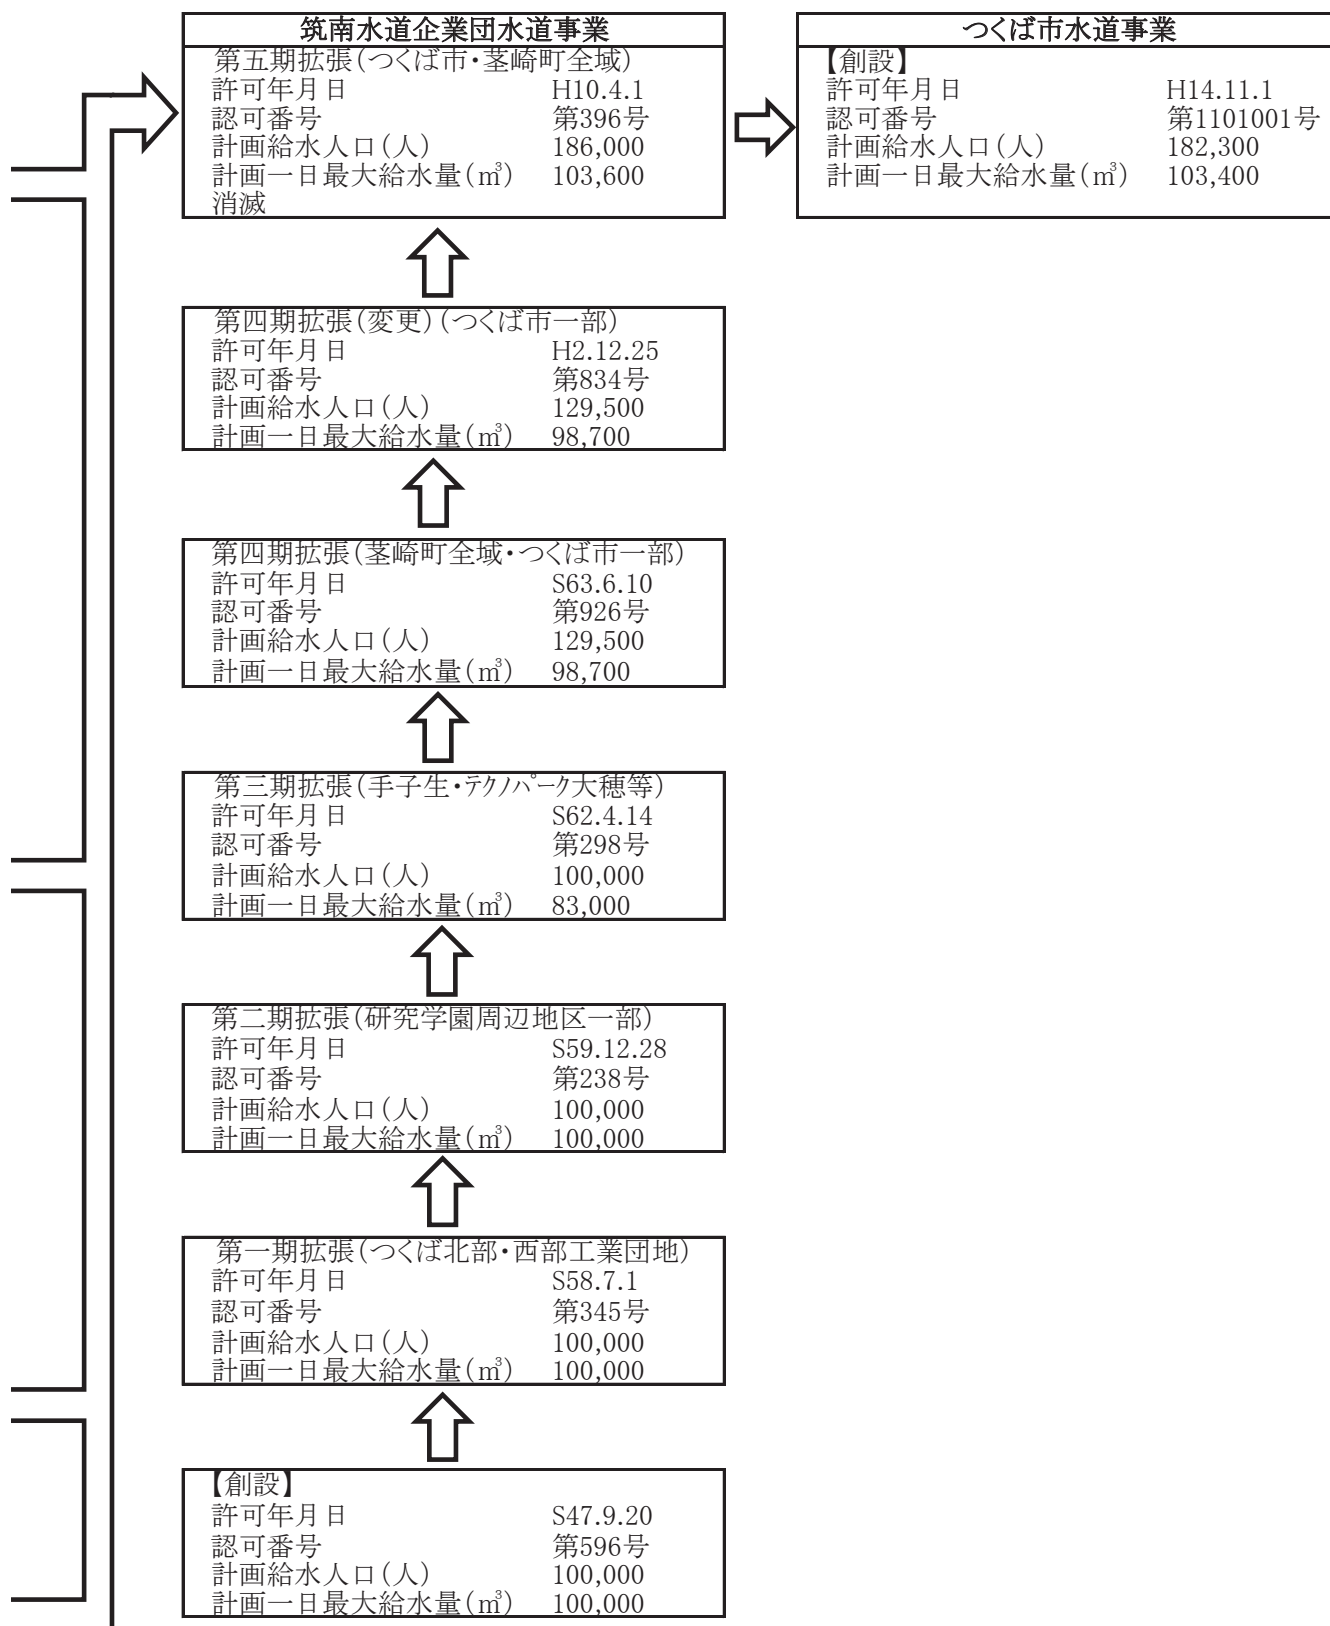 筑南水道企業団水道事業
第五期拡張（つくば市・茎崎町全域）
許可年月日 H10.4.1
認可番号 第396号
計画給水人口（人） 186,000
計画一日最大給水量（㎥） 103,600
消滅
つくば市水道事業
【創設】
許可年月日 H14.11.1
認可番号 第1101001号
計画給水人口（人） 182,300
計画一日最大給水量（㎥） 103,400
第四期拡張（変更）（つくば市一部）
許可年月日 H2.12.25
認可番号 第834号
計画給水人口（人） 129,500
計画一日最大給水量（㎥） 98,700
第四期拡張（茎崎町全域・つくば市一部）
許可年月日 S63.6.10
認可番号 第926号
計画給水人口（人） 129,500
計画一日最大給水量（㎥） 98,700
第三期拡張（手子生・ﾃｸﾉﾊﾟｰｸ大穂等）
許可年月日 S62.4.14
認可番号 第298号
計画給水人口（人） 100,000
計画一日最大給水量（㎥） 83,000
第二期拡張（研究学園周辺地区一部）
許可年月日 S59.12.28
認可番号 第238号
計画給水人口（人） 100,000
計画一日最大給水量（㎥） 100,000
第一期拡張（つくば北部・西部工業団地）
許可年月日 S58.7.1
認可番号 第345号
計画給水人口（人） 100,000
計画一日最大給水量（㎥） 100,000
【創設】
許可年月日 S47.9.20
認可番号 第596号
計画給水人口（人） 100,000
計画一日最大給水量（㎥） 100,000